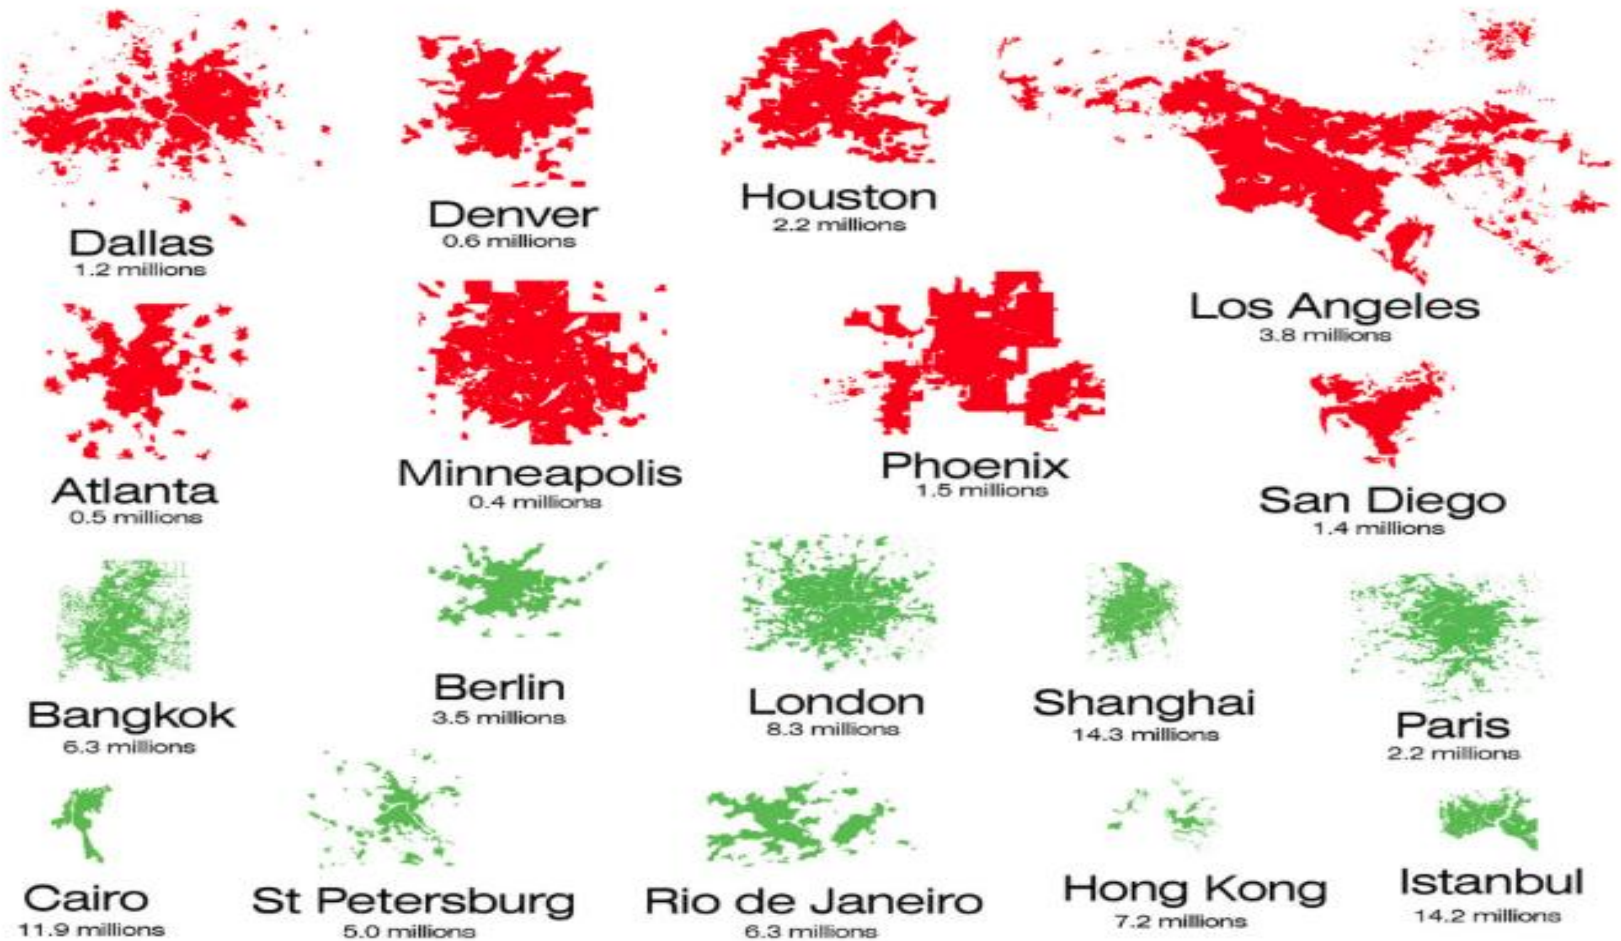 Dallas
1.2 millions
Denver
0.6 millions
Houston
2.2 millions
Los Angeles
3.8 millions
Atlanta
0.5 millions
Minneapolis
0.4 millions
Phoenix
1.5 millions
San Diego
1.4 millions
Bangkok
6.3 millions
Berlin
3.5 millions
London
8.3 millions
Shanghai
14.3 millions
Paris
2.2 millions
Cairo
11.9 millions
St Petersburg
5.0 millions
Rio de Janeiro
6.3 millions
Hong Kong
7.2 millions
Istanbul
14.2 millions